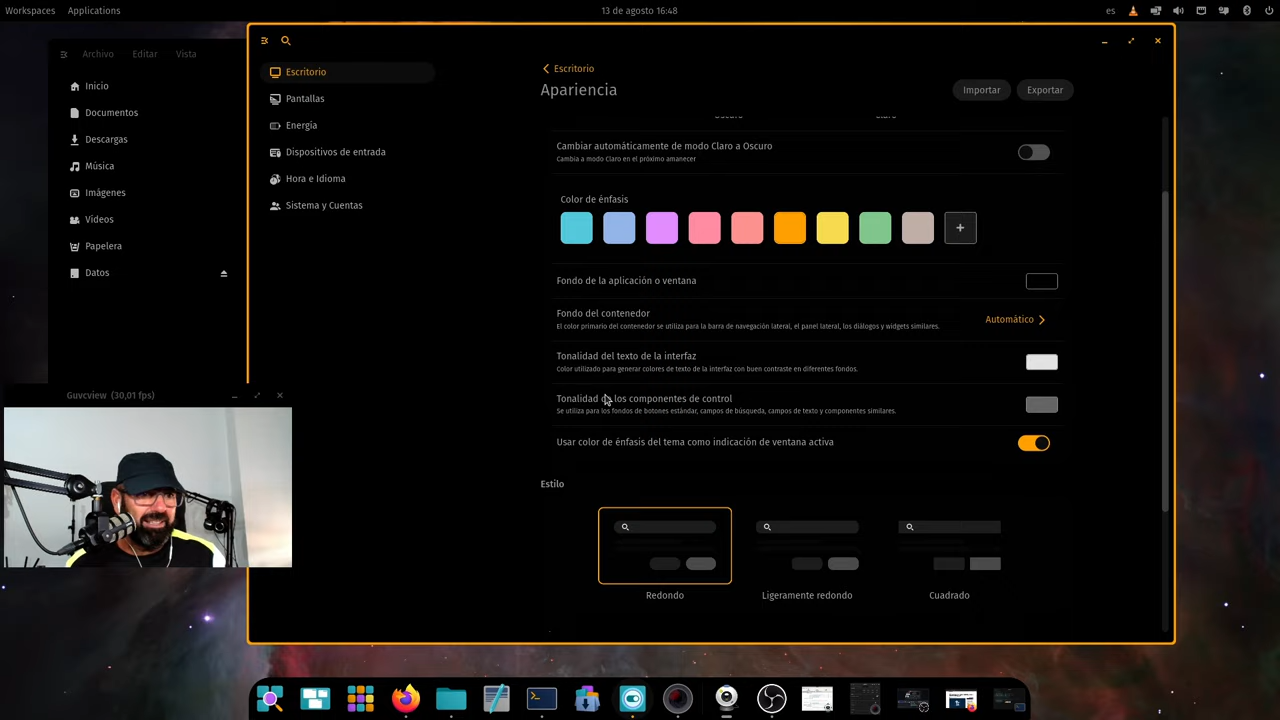 Workspaces Applications 13 de agosto 16:48 es
Archivo Editar Vista
Inicio
Documentos
Descargas
Música
Imágenes
Videos
Papelera
Datos
Guvcview (30,01 fps)
Escritorio
Pantallas
Energía
Dispositivos de entrada
Hora e Idioma
Sistema y Cuentas
Escritorio
Apariencia
Importar Exportar
Cambiar automáticamente de modo Claro a Oscuro
Cambia a modo Claro en el próximo amanecer
Color de énfasis
Fondo de la aplicación o ventana
Fondo del contenedor
El color primario del contenedor se utiliza para la barra de navegación lateral, el panel lateral, los diálogos y widgets similares.
Automático
Tonalidad del texto de la interfaz
Color utilizado para generar colores de texto de la interfaz con buen contraste en diferentes fondos.
Tonalidad de los componentes de control
Se utiliza para los fondos de botones estándar, campos de búsqueda, campos de texto y componentes similares.
Usar color de énfasis del tema como indicación de ventana activa
Estilo
Redondo Ligeramente redondo Cuadrado